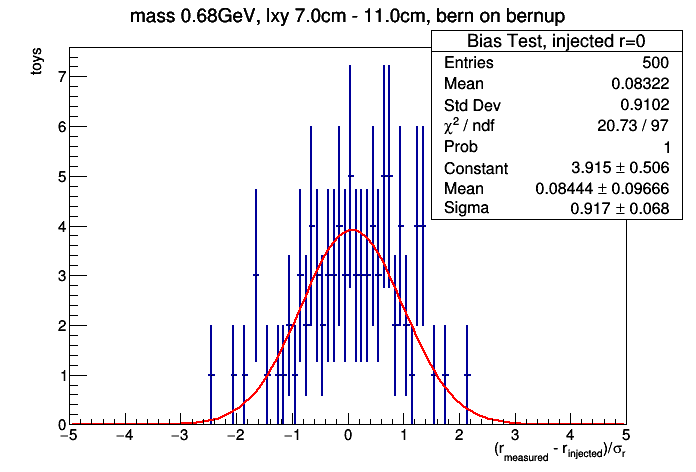 mass 0.68GeV, lxy 7.0cm - 11.0cm, bern on bernup
Bias Test, injected r=0
Entries 500
Mean 0.08322
Std Dev 0.9102
χ² / ndf 20.73 / 97
Prob 1
Constant 3.915 ± 0.506
Mean 0.08444 ± 0.09666
Sigma 0.917 ± 0.068
toys
7
6
5
4
3
2
1
0
−5 −4 −3 −2 −1 0 1 2 3 4 5
(r_measured - r_injected)/σ_r